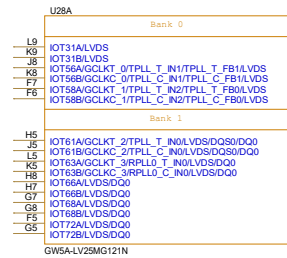 U28A
Bank 0
L9 IOT31A/LVDS
K9 IOT31B/LVDS
J8 IOT56A/GCLKT_0/TPLL_T_IN1/TPLL_T_FB1/LVDS
K8 IOT56B/GCLKC_0/TPLL_C_IN1/TPLL_C_FB1/LVDS
F7 IOT58A/GCLKT_1/TPLL_T_IN2/TPLL_T_FB0/LVDS
F6 IOT58B/GCLKC_1/TPLL_C_IN2/TPLL_C_FB0/LVDS
Bank 1
H5 IOT61A/GCLKT_2/TPLL_T_IN0/LVDS/DQS0/DQ0
J5 IOT61B/GCLKC_2/TPLL_C_IN0/LVDS/DQS0/DQ0
L5 IOT63A/GCLKT_3/RPLL0_T_IN0/LVDS/DQ0
K5 IOT63B/GCLKC_3/RPLL0_C_IN0/LVDS/DQ0
H8 IOT66A/LVDS/DQ0
H7 IOT66B/LVDS/DQ0
G7 IOT68A/LVDS/DQ0
G8 IOT68B/LVDS/DQ0
F5 IOT72A/LVDS/DQ0
G5 IOT72B/LVDS/DQ0
GW5A-LV25MG121N